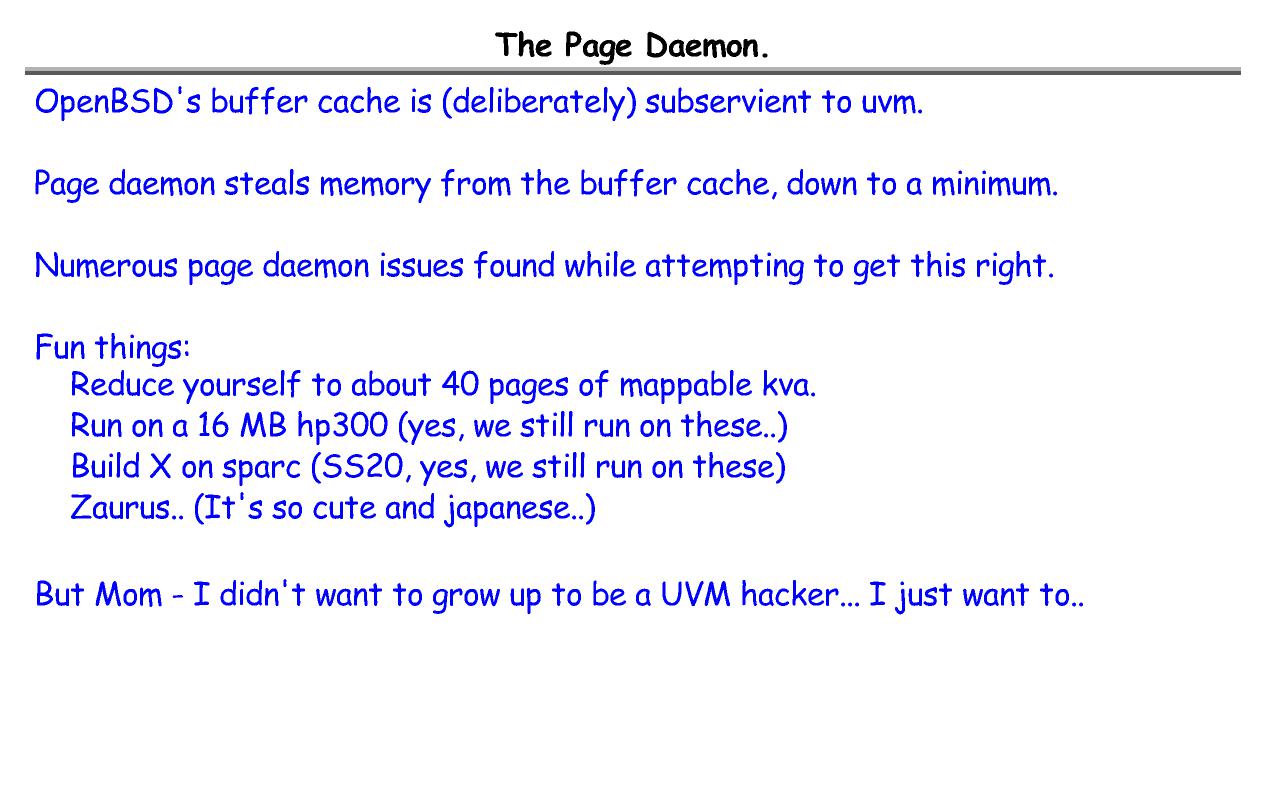 The Page Daemon.
OpenBSD's buffer cache is (deliberately) subservient to uvm.
Page daemon steals memory from the buffer cache, down to a minimum.
Numerous page daemon issues found while attempting to get this right.
Fun things:
Reduce yourself to about 40 pages of mappable kva.
Run on a 16 MB hp300 (yes, we still run on these..)
Build X on sparc (SS20, yes, we still run on these)
Zaurus.. (It's so cute and japanese..)
But Mom - I didn't want to grow up to be a UVM hacker... I just want to..